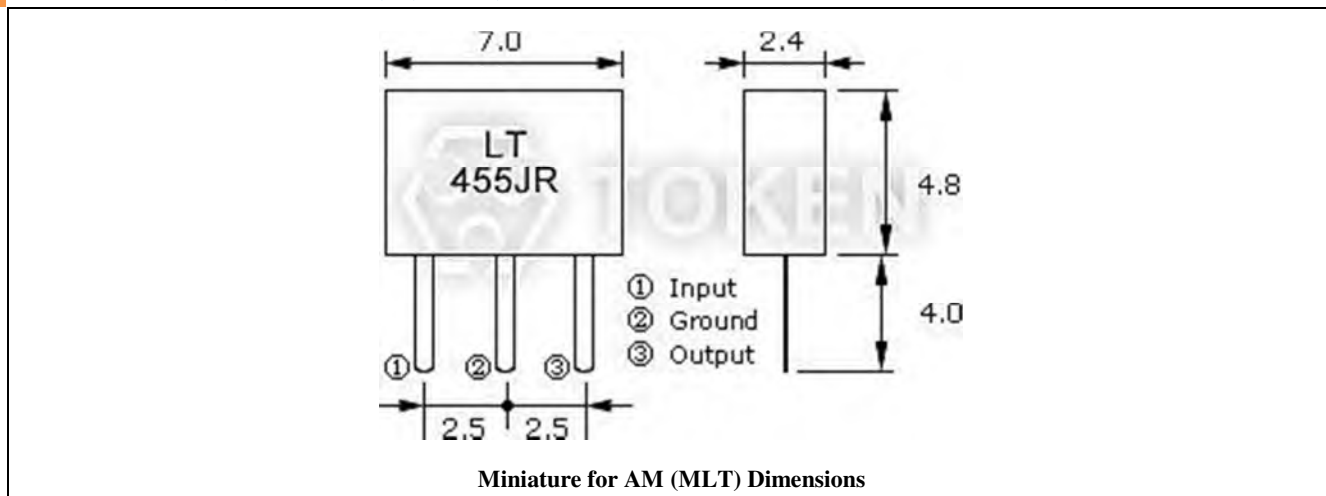 7.0
2.4
LT
455JR
TOKEN
4.8
① Input
② Ground
③ Output
4.0
① ② ③
2.5 2.5
Miniature for AM (MLT) Dimensions